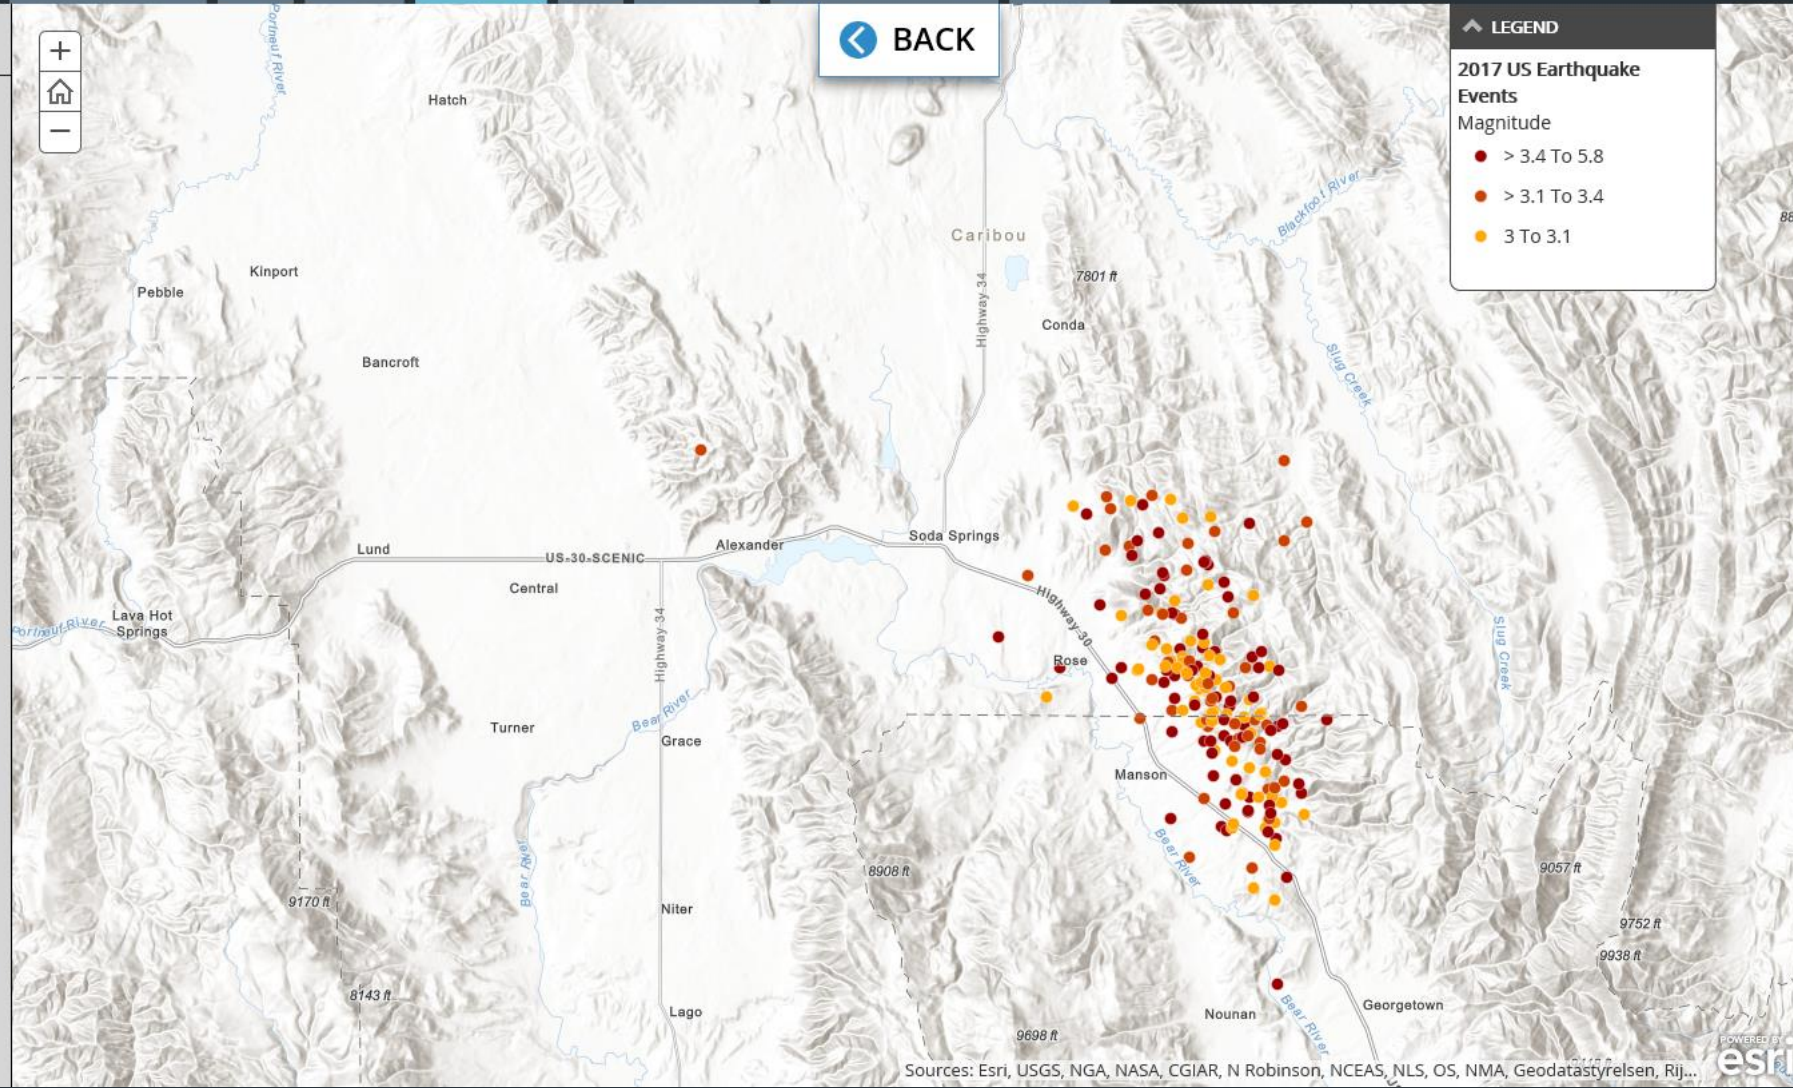 BACK
LEGEND
2017 US Earthquake
Events
Magnitude
> 3.4 To 5.8
> 3.1 To 3.4
3 To 3.1
Portneuf River
Hatch
Blackfoot River
Caribou
Kinport
7801 ft
Pebble
Highway 34
Conda
Bancroft
Slug Creek
Soda Springs
Alexander
Lund
US-30-SCENIC
Central
Highway 30
Lava Hot
Springs
Portneuf River
Highway 34
Slug Creek
Rose
Bear River
Turner
Grace
Manson
Bear River
Bear River
8908 ft
9057 ft
9170 ft
Niter
9752 ft
9938 ft
8143 ft
Georgetown
Lago
Nounan
Bear River
9698 ft
POWERED BY
esri
Sources: Esri, USGS, NGA, NASA, CGIAR, N Robinson, NCEAS, NLS, OS, NMA, Geodatastyrelsen, Rij...